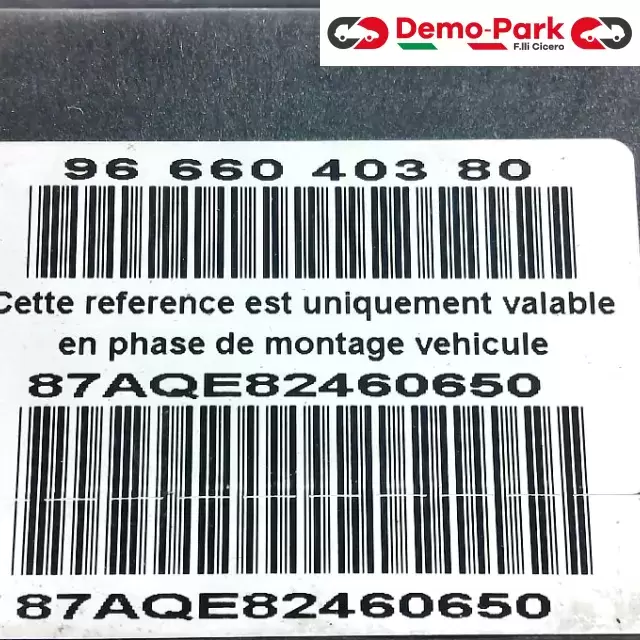 Demo-Park
F.lli Cicero
96 660 403 80
Cette reference est uniquement valable
en phase de montage vehicule
87AQE82460650
87AQE82460650